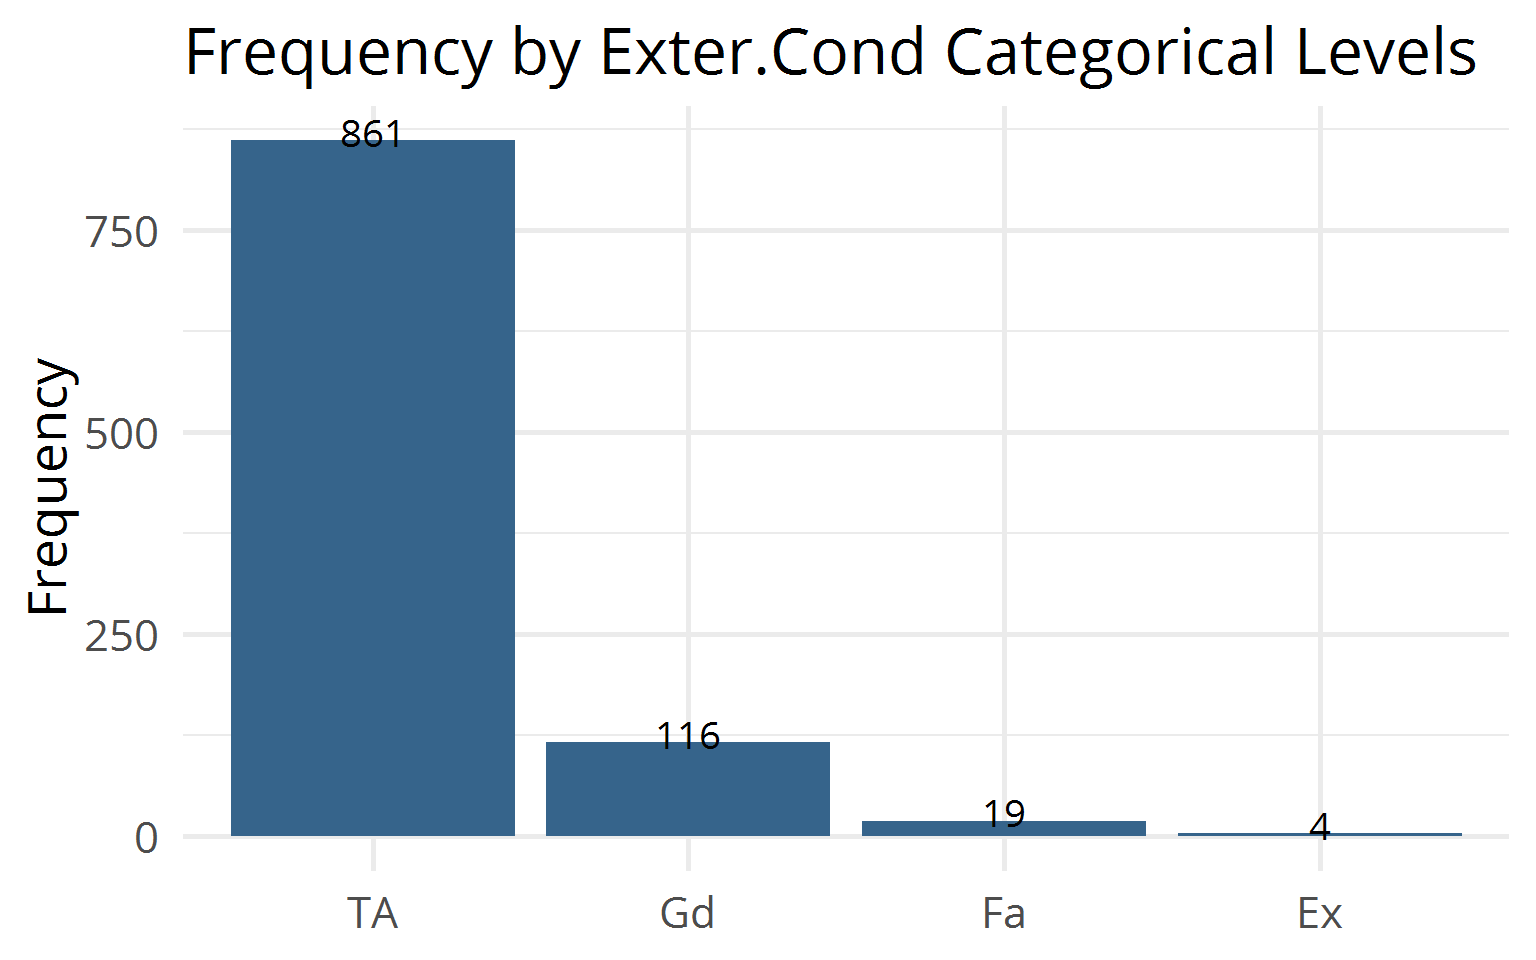 Frequency by Exter.Cond Categorical Levels
861
750
500
Frequency
250
116
19
4
0
TA Gd Fa Ex